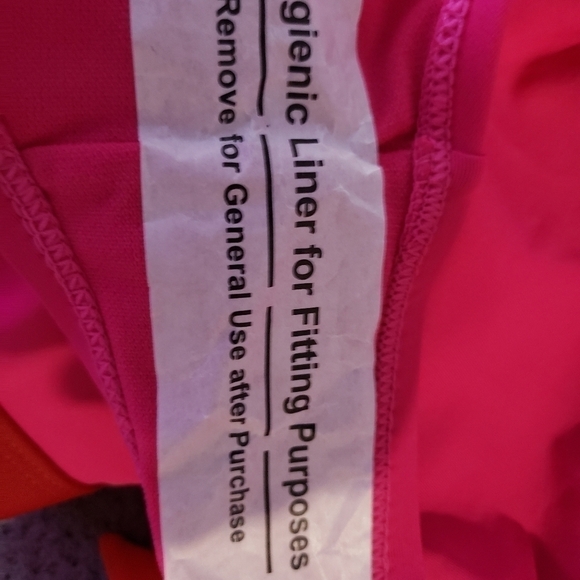 gienic Liner for Fitting Purposes
Remove for General Use after Purchase